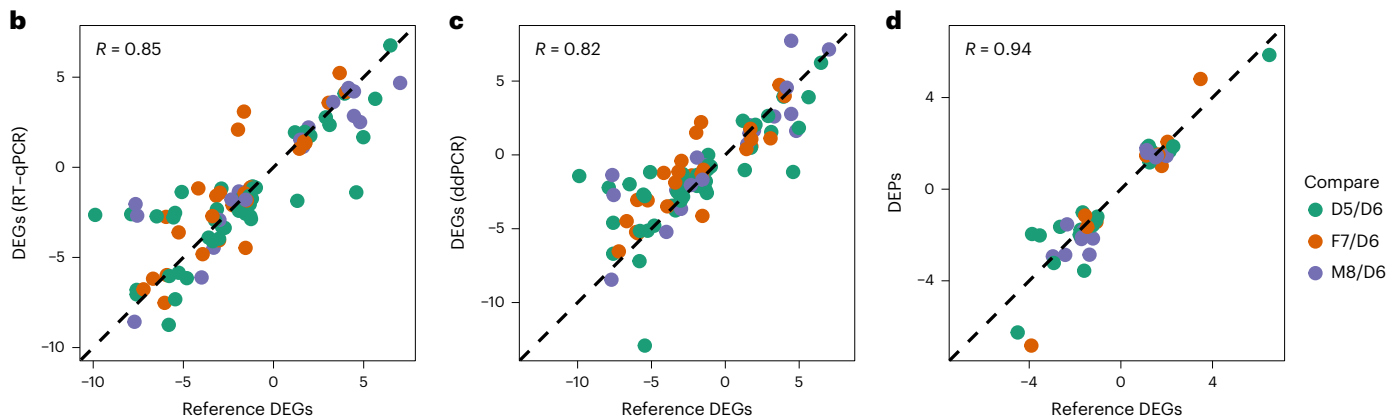 b
R = 0.85
DEGs (RT–qPCR)
5
0
−5
−10
−10
−5
0
5
Reference DEGs
c
R = 0.82
DEGs (ddPCR)
5
0
−5
−10
−10
−5
0
5
Reference DEGs
d
R = 0.94
DEPs
4
0
−4
−4
0
4
Reference DEGs
Compare
D5/D6
F7/D6
M8/D6